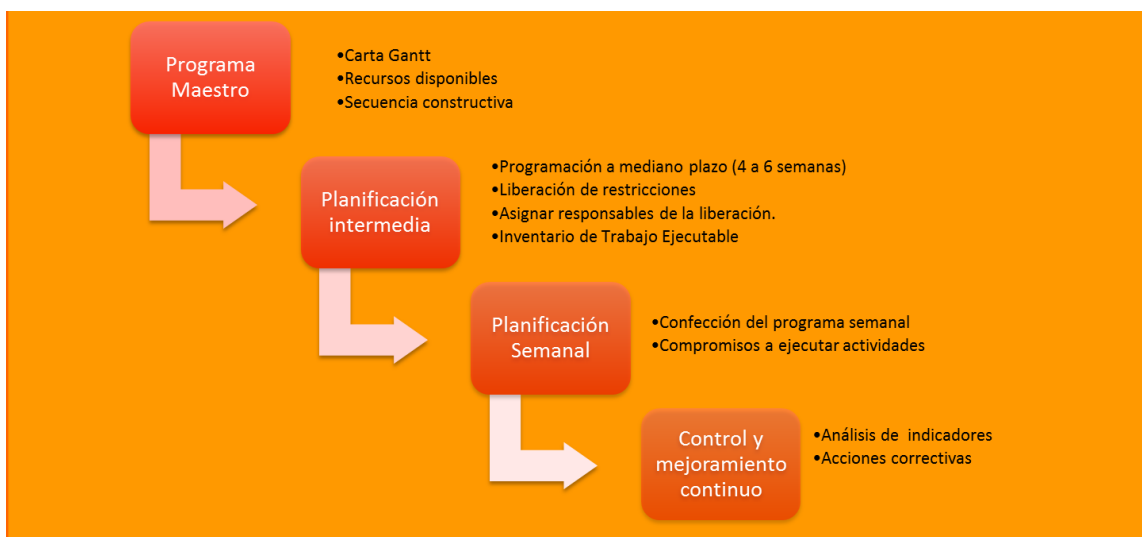 Programa
Maestro
•Carta Gantt
•Recursos disponibles
•Secuencia constructiva
Planificación
intermedia
•Programación a mediano plazo (4 a 6 semanas)
•Liberación de restricciones
•Asignar responsables de la liberación.
•Inventario de Trabajo Ejecutable
Planificación
Semanal
•Confección del programa semanal
•Compromisos a ejecutar actividades
Control y
mejoramiento
continuo
•Análisis de  indicadores
•Acciones correctivas